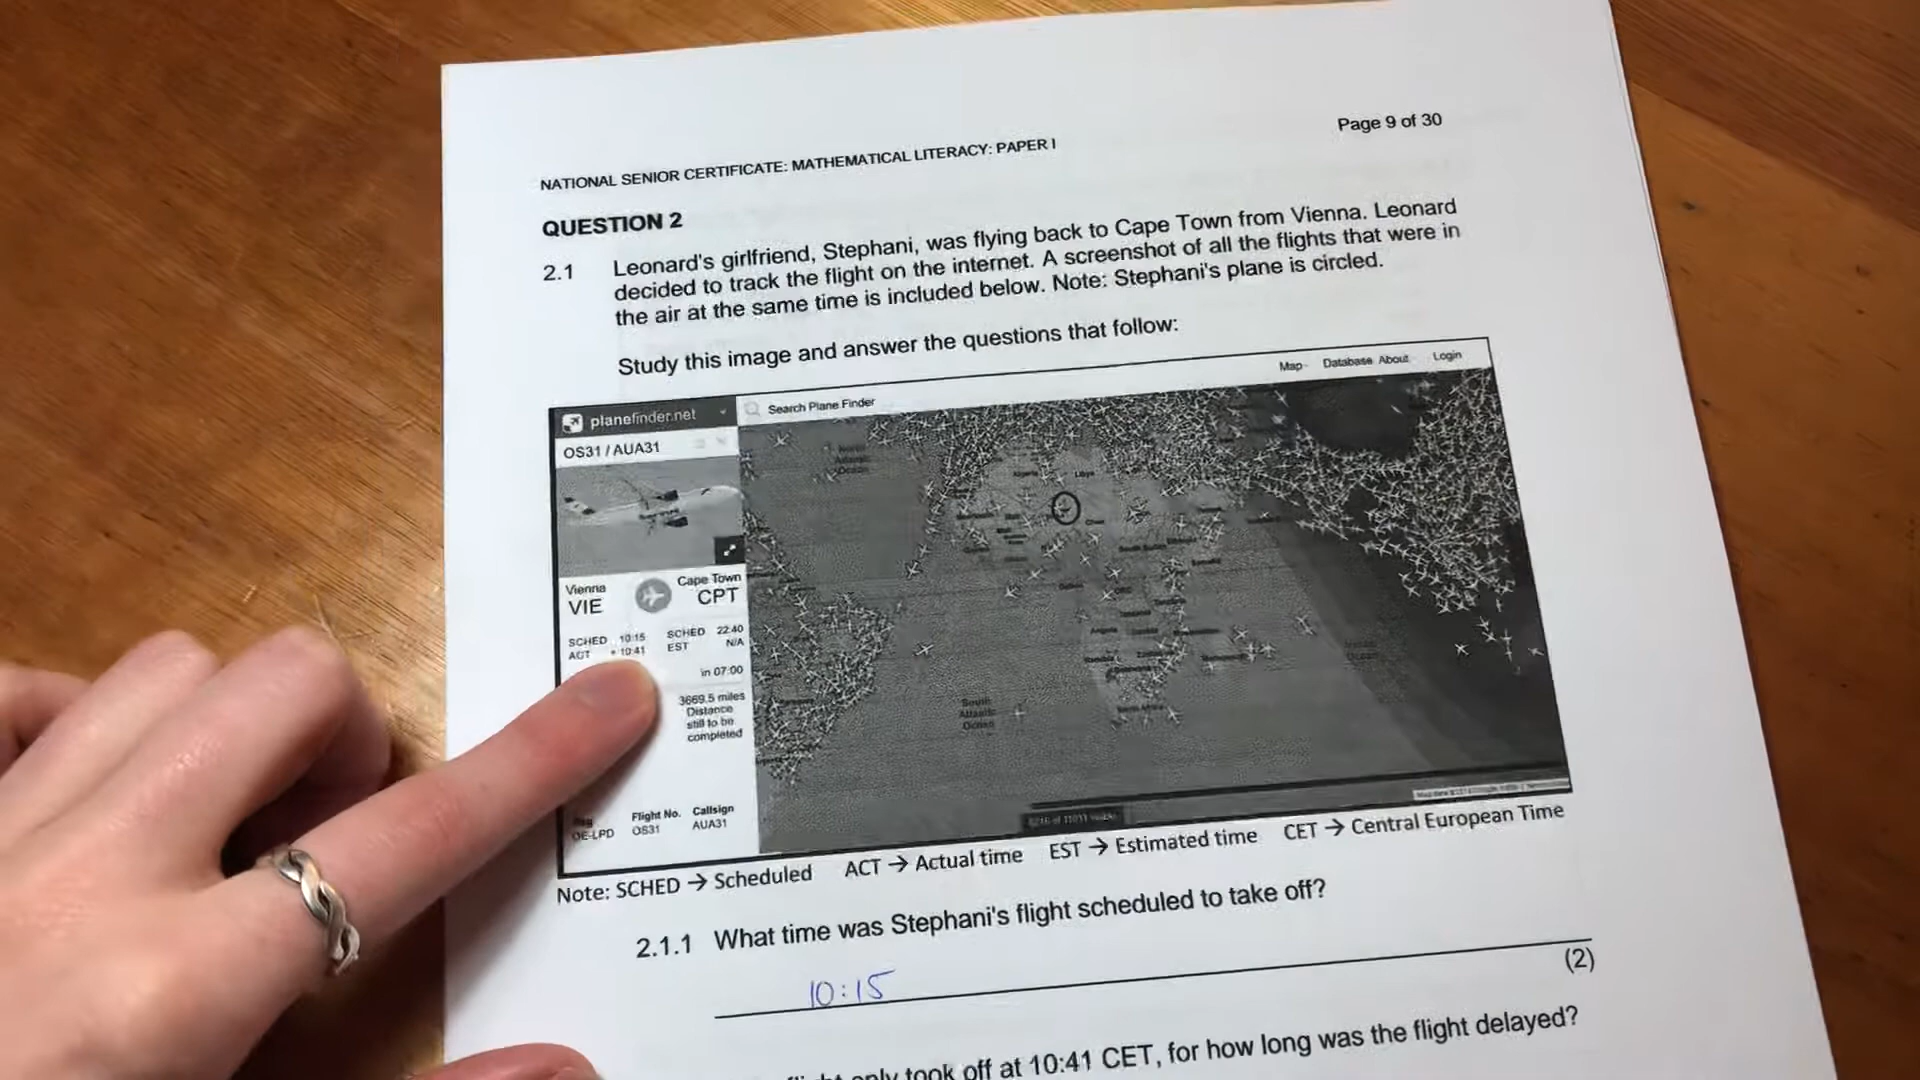 Page 9 of 30
NATIONAL SENIOR CERTIFICATE: MATHEMATICAL LITERACY: PAPER I
QUESTION 2
2.1 Leonard's girlfriend, Stephani, was flying back to Cape Town from Vienna. Leonard
decided to track the flight on the internet. A screenshot of all the flights that were in
the air at the same time is included below. Note: Stephani's plane is circled.
Study this image and answer the questions that follow:
Map Database About Login
planefinder.net Search Plane Finder
OS31 / AUA31
Vienna Cape Town
VIE CPT
SCHED 10:15 SCHED 22:40
ACT 10:41 EST N/A
in 07:00
3669.5 miles
Distance
still to be
completed
Flight No. Callsign
OE-LPD OS31 AUA31
Algeria Libya
South
Atlantic
Ocean
Note: SCHED → Scheduled ACT → Actual time EST → Estimated time CET → Central European Time
2.1.1 What time was Stephani's flight scheduled to take off?
10:15
(2)
only took off at 10:41 CET, for how long was the flight delayed?